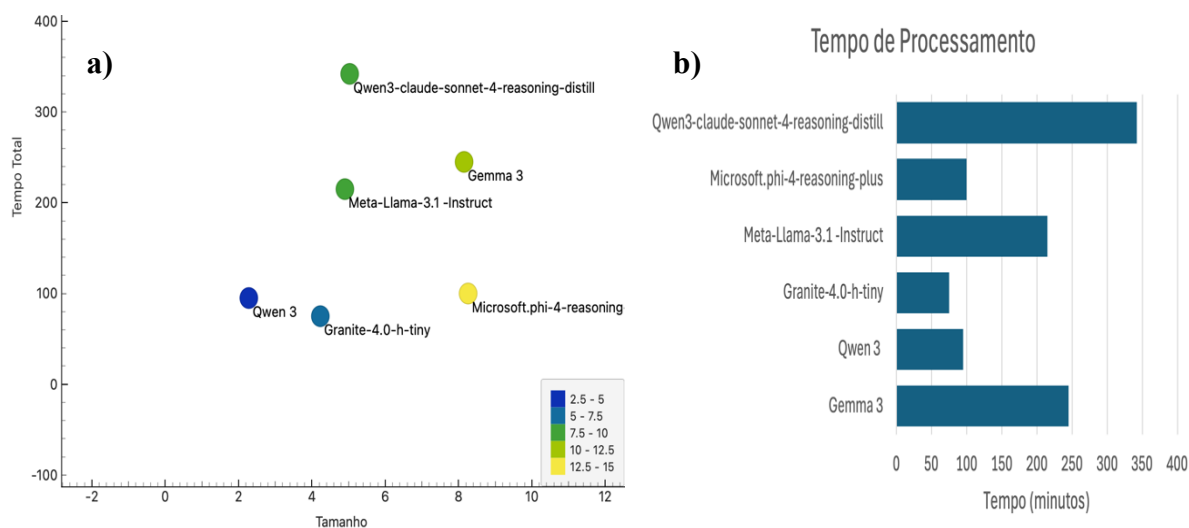 a)
400
300
200
100
0
-100
Tempo Total
Qwen3-claude-sonnet-4-reasoning-distill
Gemma 3
Meta-Llama-3.1 -Instruct
Qwen 3
Granite-4.0-h-tiny
Microsoft.phi-4-reasoning
2.5 - 5
5 - 7.5
7.5 - 10
10 - 12.5
12.5 - 15
-2 0 2 4 6 8 10 12
Tamanho
b)
Tempo de Processamento
Qwen3-claude-sonnet-4-reasoning-distill
Microsoft.phi-4-reasoning-plus
Meta-Llama-3.1 -Instruct
Granite-4.0-h-tiny
Qwen 3
Gemma 3
0 50 100 150 200 250 300 350 400
Tempo (minutos)